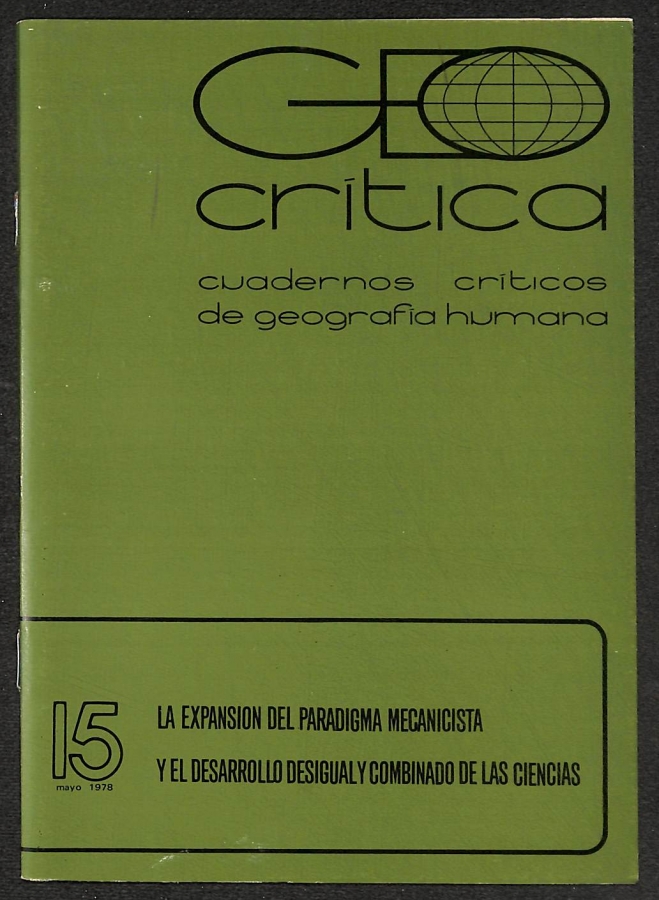 GEO
crítica
cuadernos críticos
de geografía humana
15
mayo 1978
LA EXPANSION DEL PARADIGMA MECANICISTA
Y EL DESARROLLO DESIGUAL Y COMBINADO DE LAS CIENCIAS